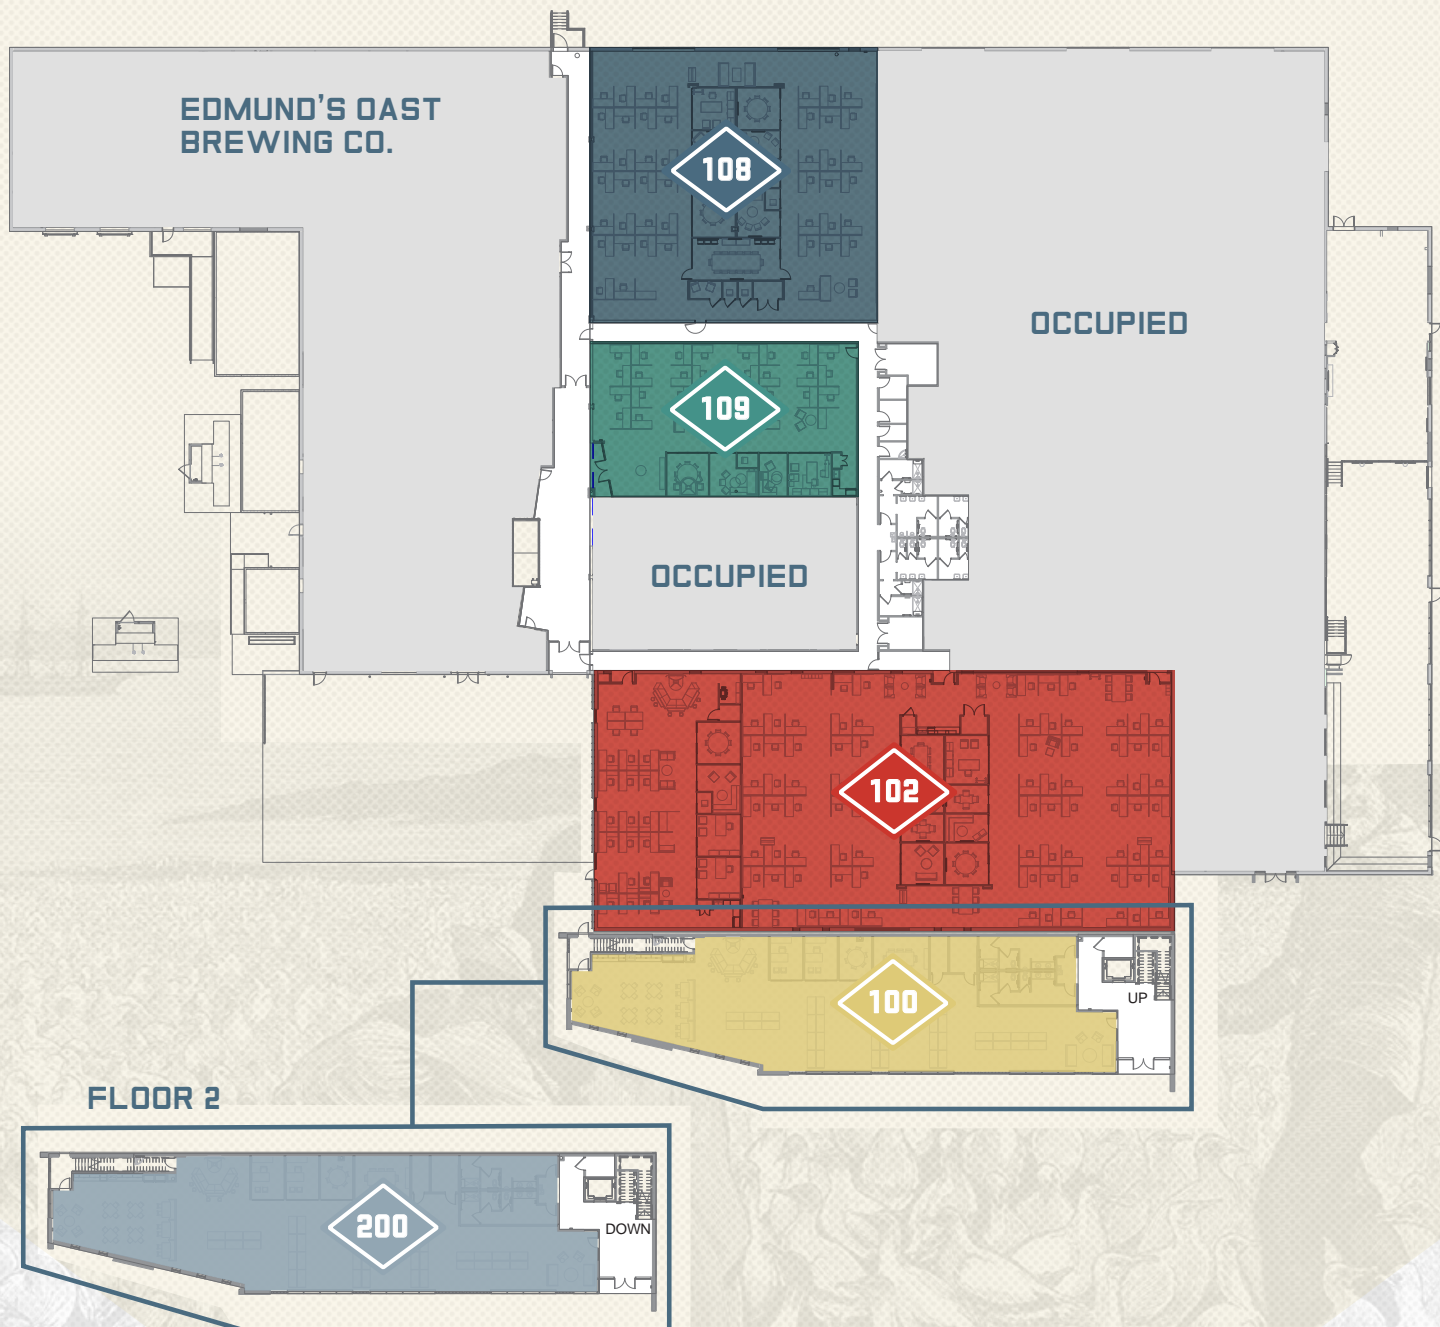 EDMUND'S OAST
BREWING CO.
108
OCCUPIED
109
OCCUPIED
102
100
UP
FLOOR 2
200
DOWN